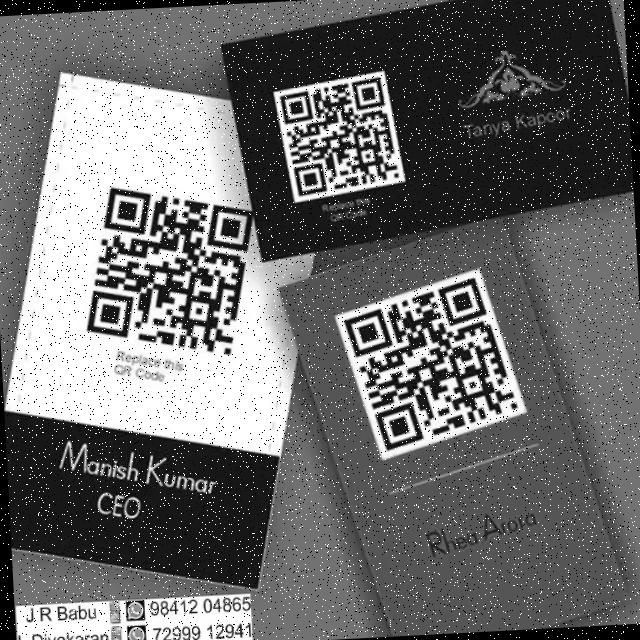 Tanya Kapoor
Replace this
QR Code
Replace this
QR Code
Manish Kumar
CEO
Rhea Arora
J R Babu 98412 04865
Divakaran 72999 12941